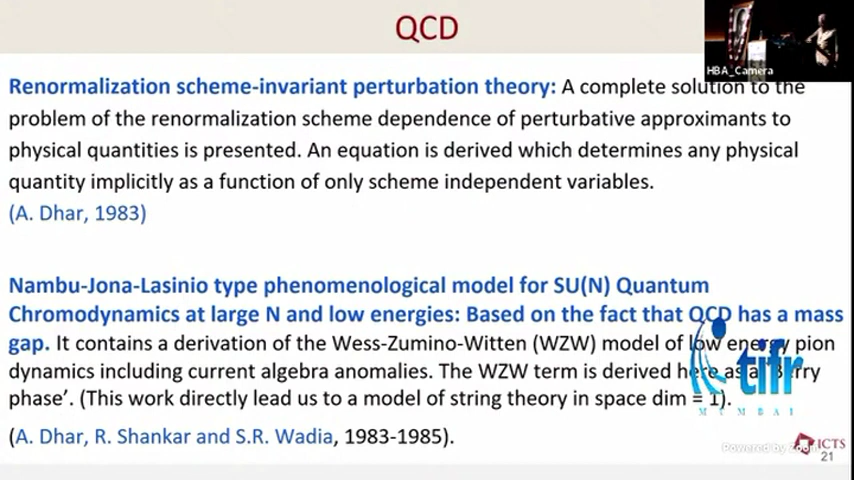 QCD
HBA_Camera
Renormalization scheme-invariant perturbation theory: A complete solution to the
problem of the renormalization scheme dependence of perturbative approximants to
physical quantities is presented. An equation is derived which determines any physical
quantity implicitly as a function of only scheme independent variables.
(A. Dhar, 1983)
Nambu-Jona-Lasinio type phenomenological model for SU(N) Quantum
Chromodynamics at large N and low energies: Based on the fact that QCD has a mass
gap. It contains a derivation of the Wess-Zumino-Witten (WZW) model of low energy pion
dynamics including current algebra anomalies. The WZW term is derived here as a 'Berry
phase'. (This work directly lead us to a model of string theory in space dim = 1).
(A. Dhar, R. Shankar and S.R. Wadia, 1983-1985).
tifr
MUMBAI
Powered by Zoom
ICTS
21